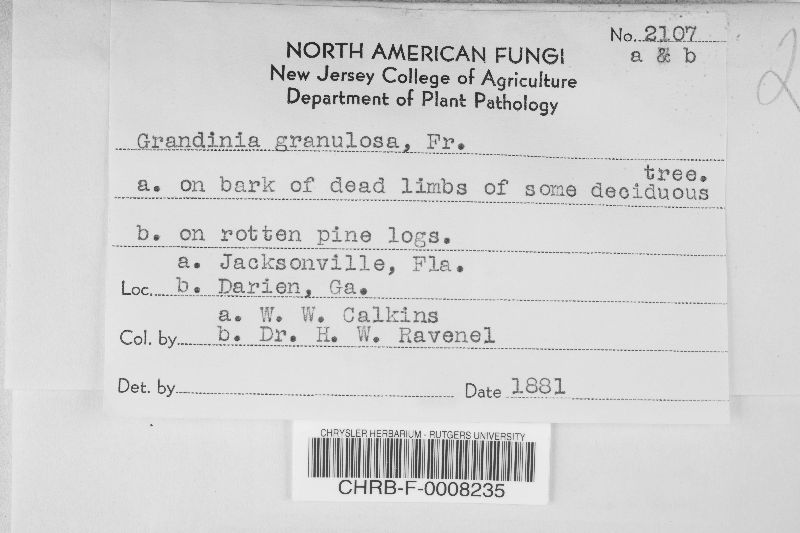 No. 2107
a & b
NORTH AMERICAN FUNGI
New Jersey College of Agriculture
Department of Plant Pathology
Grandinia granulosa, Fr.
tree.
a. on bark of dead limbs of some deciduous
b. on rotten pine logs.
a. Jacksonville, Fla.
Loc. b. Darien, Ga.
a. W. W. Calkins
Col. by b. Dr. H. W. Ravenel
Det. by Date 1881
CHRYSLER HERBARIUM - RUTGERS UNIVERSITY
CHRB-F-0008235
2